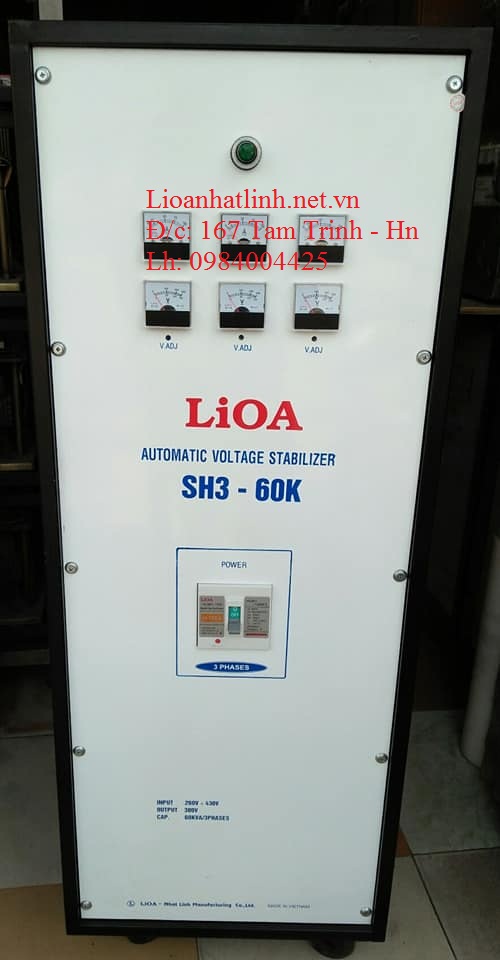 Lioanhatlinh.net.vn
Đ/c: 167 Tam Trinh - Hn
Lh: 0984004425
V.ADJ V.ADJ V.ADJ
LiOA
AUTOMATIC VOLTAGE STABILIZER
SH3 - 60K
POWER
LiOA
OFF
3 PHASES
INPUT 260V - 430V
OUTPUT 380V
CAP. 60KVA/3PHASES
LiOA - Nhat Linh Manufacturing Co.,Ltd. MADE IN VIETNAM